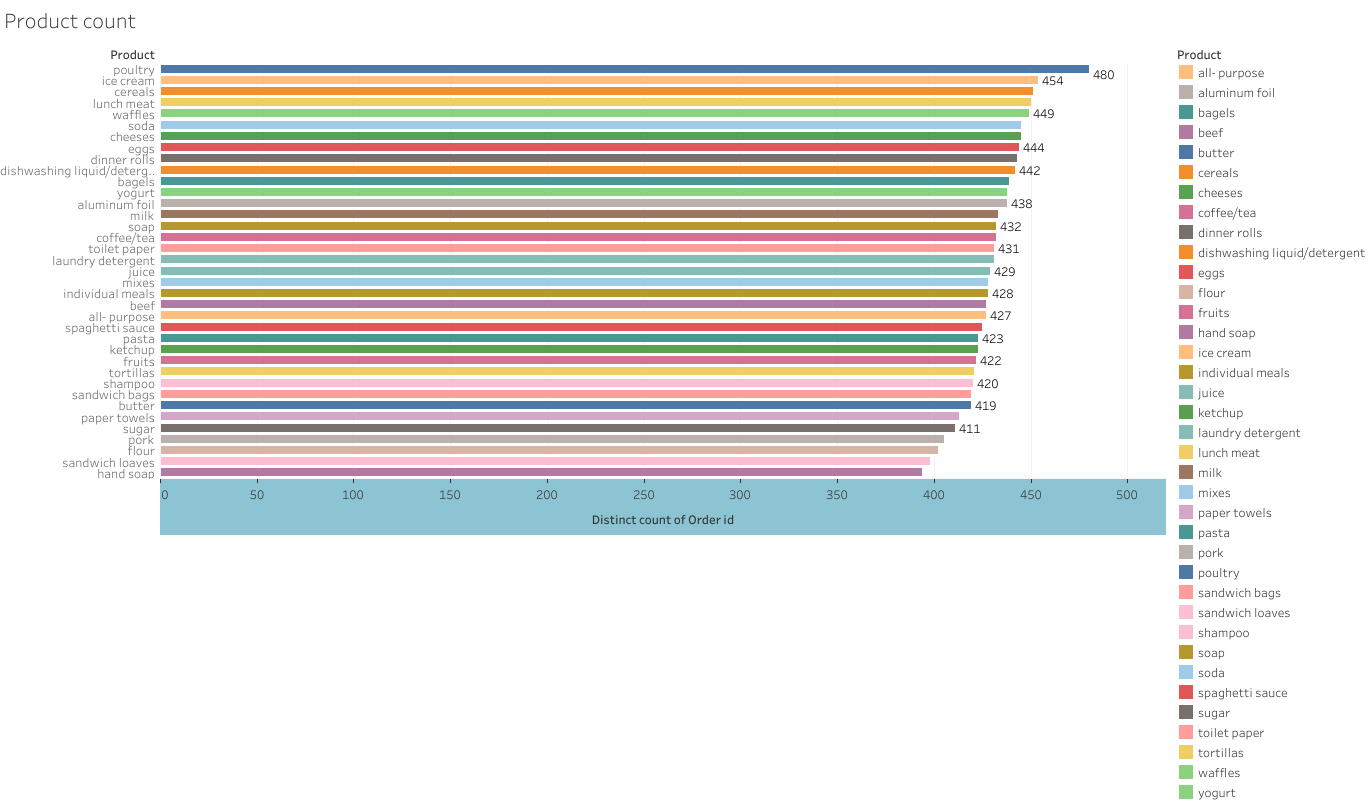 Product count
Product
poultry 480
ice cream 454
cereals
lunch meat
waffles 449
soda
cheeses
eggs 444
dinner rolls
dishwashing liquid/deterg.. 442
bagels
yogurt
aluminum foil 438
milk
soap 432
coffee/tea
toilet paper 431
laundry detergent
juice 429
mixes
individual meals 428
beef
all- purpose 427
spaghetti sauce
pasta 423
ketchup
fruits 422
tortillas
shampoo 420
sandwich bags
butter 419
paper towels
sugar 411
pork
flour
sandwich loaves
hand soap
0 50 100 150 200 250 300 350 400 450 500
Distinct count of Order id
Product
all- purpose
aluminum foil
bagels
beef
butter
cereals
cheeses
coffee/tea
dinner rolls
dishwashing liquid/detergent
eggs
flour
fruits
hand soap
ice cream
individual meals
juice
ketchup
laundry detergent
lunch meat
milk
mixes
paper towels
pasta
pork
poultry
sandwich bags
sandwich loaves
shampoo
soap
soda
spaghetti sauce
sugar
toilet paper
tortillas
waffles
yogurt